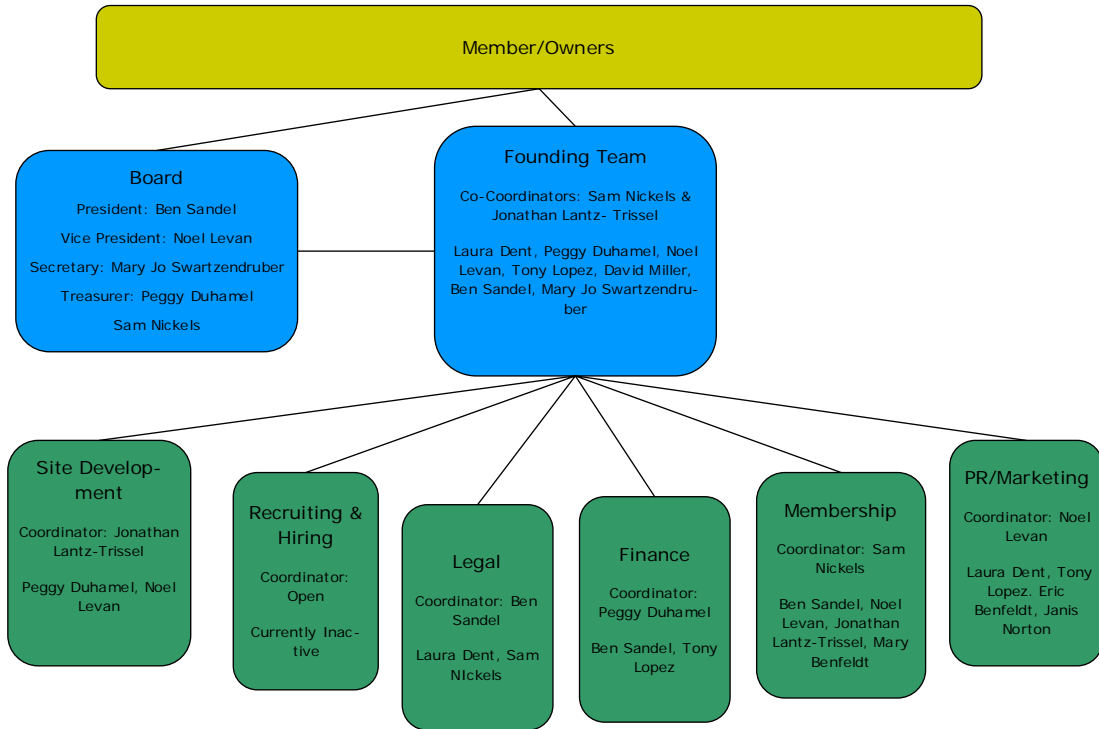 Member/Owners
Board
President: Ben Sandel
Vice President: Noel Levan
Secretary: Mary Jo Swartzendruber
Treasurer: Peggy Duhamel
Sam Nickels
Founding Team
Co-Coordinators: Sam Nickels &
Jonathan Lantz- Trissel
Laura Dent, Peggy Duhamel, Noel
Levan, Tony Lopez, David Miller,
Ben Sandel, Mary Jo Swartzendru-
ber
Site Develop-
ment
Coordinator: Jonathan
Lantz-Trissel
Peggy Duhamel, Noel
Levan
Recruiting &
Hiring
Coordinator:
Open
Currently Inac-
tive
Legal
Coordinator: Ben
Sandel
Laura Dent, Sam
NIckels
Finance
Coordinator:
Peggy Duhamel
Ben Sandel, Tony
Lopez
Membership
Coordinator: Sam
Nickels
Ben Sandel, Noel
Levan, Jonathan
Lantz-Trissel, Mary
Benfeldt
PR/Marketing
Coordinator: Noel
Levan
Laura Dent, Tony
Lopez. Eric
Benfeldt, Janis
Norton